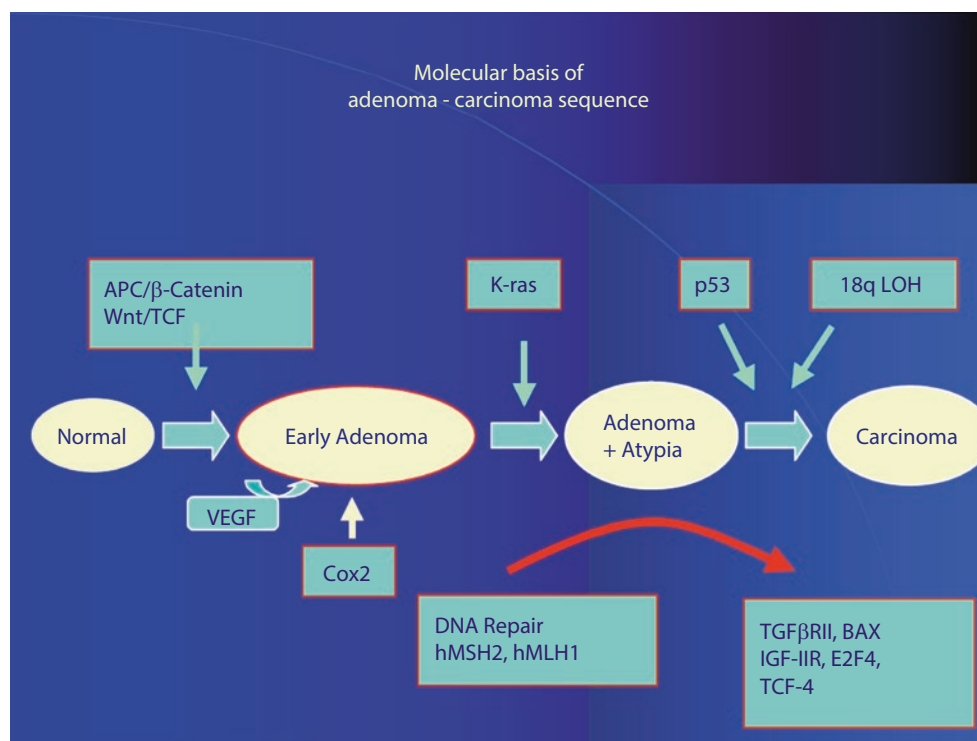 Molecular basis of
adenoma - carcinoma sequence
APC/β-Catenin
Wnt/TCF
K-ras
p53
18q LOH
Normal
Early Adenoma
Adenoma
+ Atypia
Carcinoma
VEGF
Cox2
DNA Repair
hMSH2, hMLH1
TGFβRII, BAX
IGF-IIR, E2F4,
TCF-4